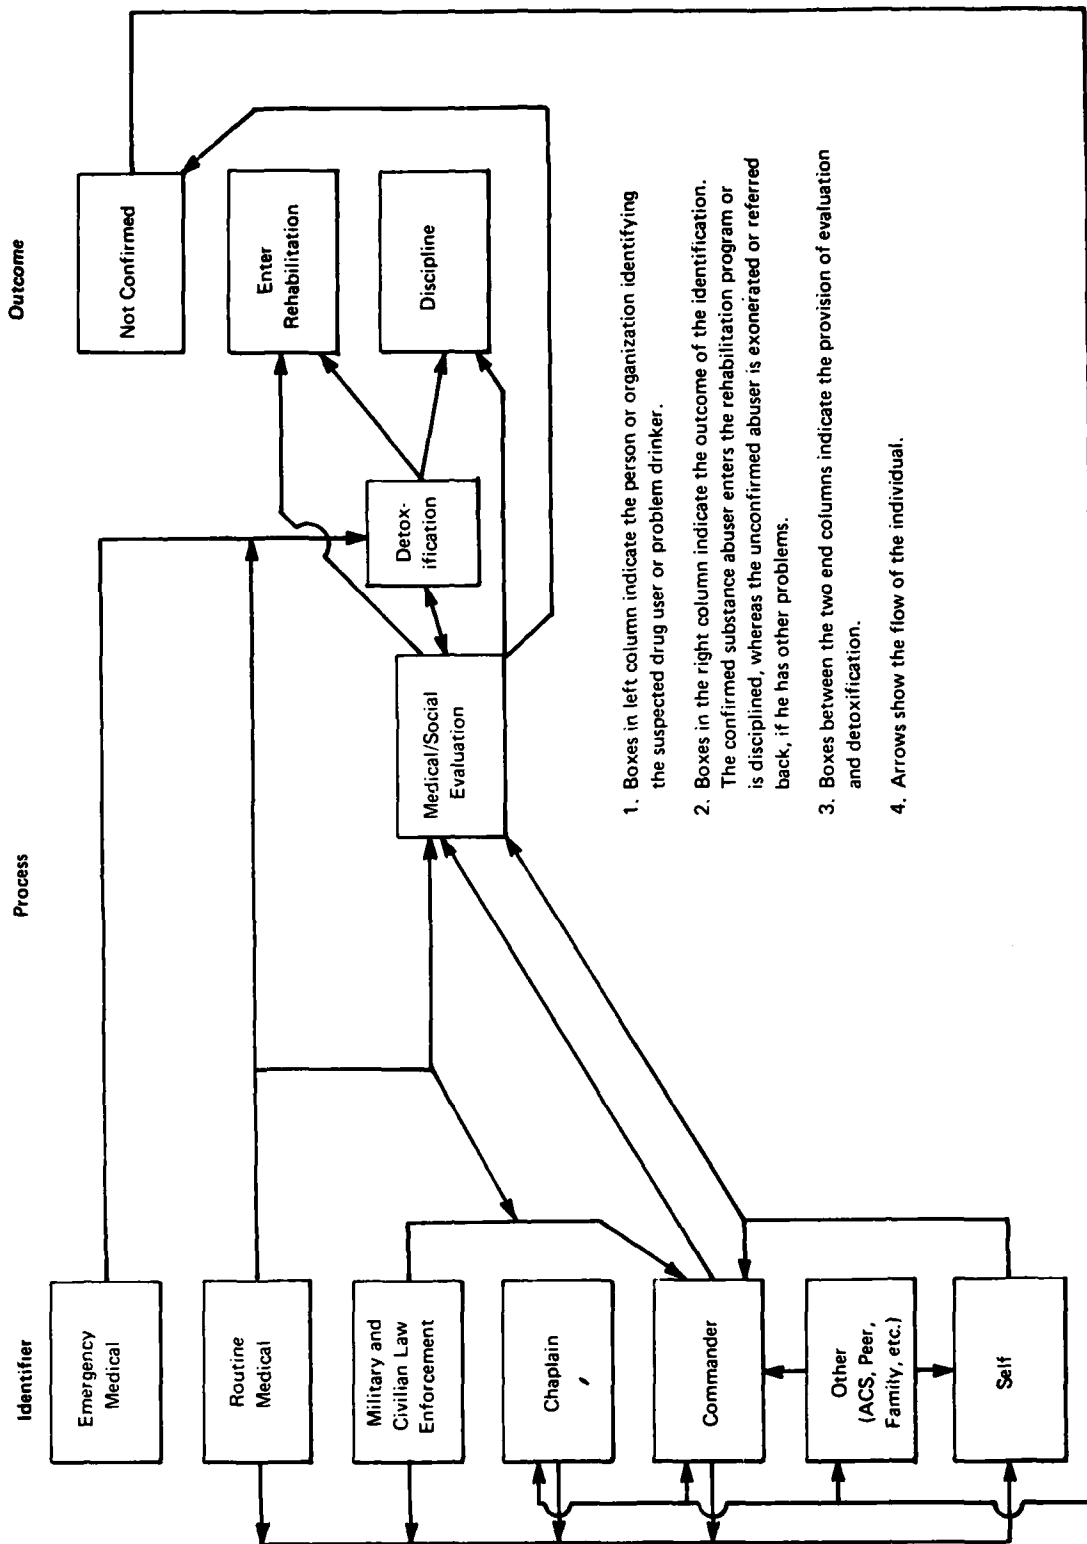 Identifier
Process
Outcome
Emergency
Medical
Routine
Medical
Military and
Civilian Law
Enforcement
Chaplain
Commander
Other
(ACS, Peer,
Family, etc.)
Self
Medical/Social
Evaluation
Detox-
ification
Not Confirmed
Enter
Rehabilitation
Discipline
1. Boxes in left column indicate the person or organization identifying
the suspected drug user or problem drinker.
2. Boxes in the right column indicate the outcome of the identification.
The confirmed substance abuser enters the rehabilitation program or
is disciplined, whereas the unconfirmed abuser is exonerated or referred
back, if he has other problems.
3. Boxes between the two end columns indicate the provision of evaluation
and detoxification.
4. Arrows show the flow of the individual.